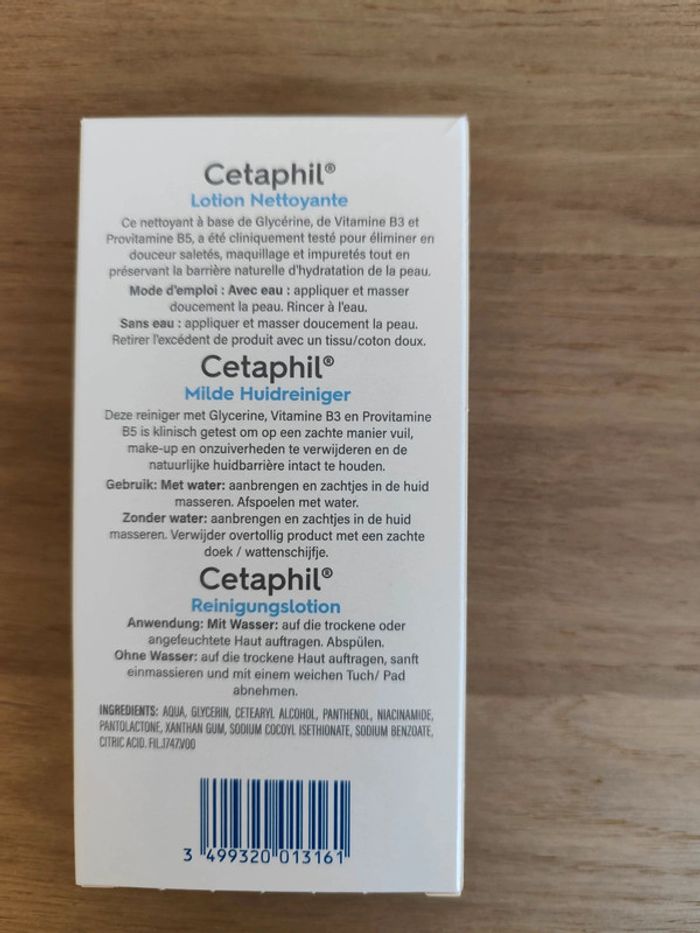 Cetaphil®
Lotion Nettoyante
Ce nettoyant à base de Glycérine, de Vitamine B3 et
Provitamine B5, a été cliniquement testé pour éliminer en
douceur saletés, maquillage et impuretés tout en
préservant la barrière naturelle d'hydratation de la peau.
Mode d'emploi : Avec eau : appliquer et masser
doucement la peau. Rincer à l'eau.
Sans eau : appliquer et masser doucement la peau.
Retirer l'excédent de produit avec un tissu/coton doux.
Cetaphil®
Milde Huidreiniger
Deze reiniger met Glycerine, Vitamine B3 en Provitamine
B5 is klinisch getest om op een zachte manier vuil,
make-up en onzuiverheden te verwijderen en de
natuurlijke huidbarrière intact te houden.
Gebruik: Met water: aanbrengen en zachtjes in de huid
masseren. Afspoelen met water.
Zonder water: aanbrengen en zachtjes in de huid
masseren. Verwijder overtollig product met een zachte
doek / wattenschijfje.
Cetaphil®
Reinigungslotion
Anwendung: Mit Wasser: auf die trockene oder
angefeuchtete Haut auftragen. Abspülen.
Ohne Wasser: auf die trockene Haut auftragen, sanft
einmassieren und mit einem weichen Tuch/ Pad
abnehmen.
INGREDIENTS: AQUA, GLYCERIN, CETEARYL ALCOHOL, PANTHENOL, NIACINAMIDE,
PANTOLACTONE, XANTHAN GUM, SODIUM COCOYL ISETHIONATE, SODIUM BENZOATE,
CITRIC ACID. FIL.1747.V00
3 499320 013161